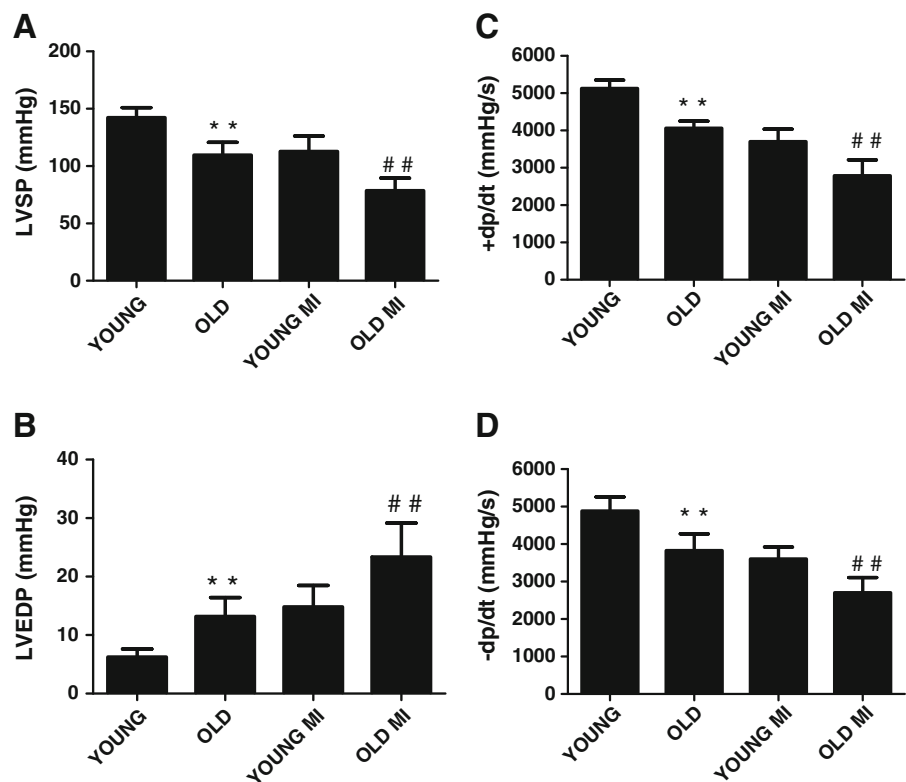 A
LVSP (mmHg)
200
150
100
50
0
* *
# #
YOUNG
OLD
YOUNG MI
OLD MI
C
+dp/dt (mmHg/s)
6000
5000
4000
3000
2000
1000
0
* *
# #
YOUNG
OLD
YOUNG MI
OLD MI
B
LVEDP (mmHg)
40
30
20
10
0
* *
# #
YOUNG
OLD
YOUNG MI
OLD MI
D
-dp/dt (mmHg/s)
6000
5000
4000
3000
2000
1000
0
* *
# #
YOUNG
OLD
YOUNG MI
OLD MI